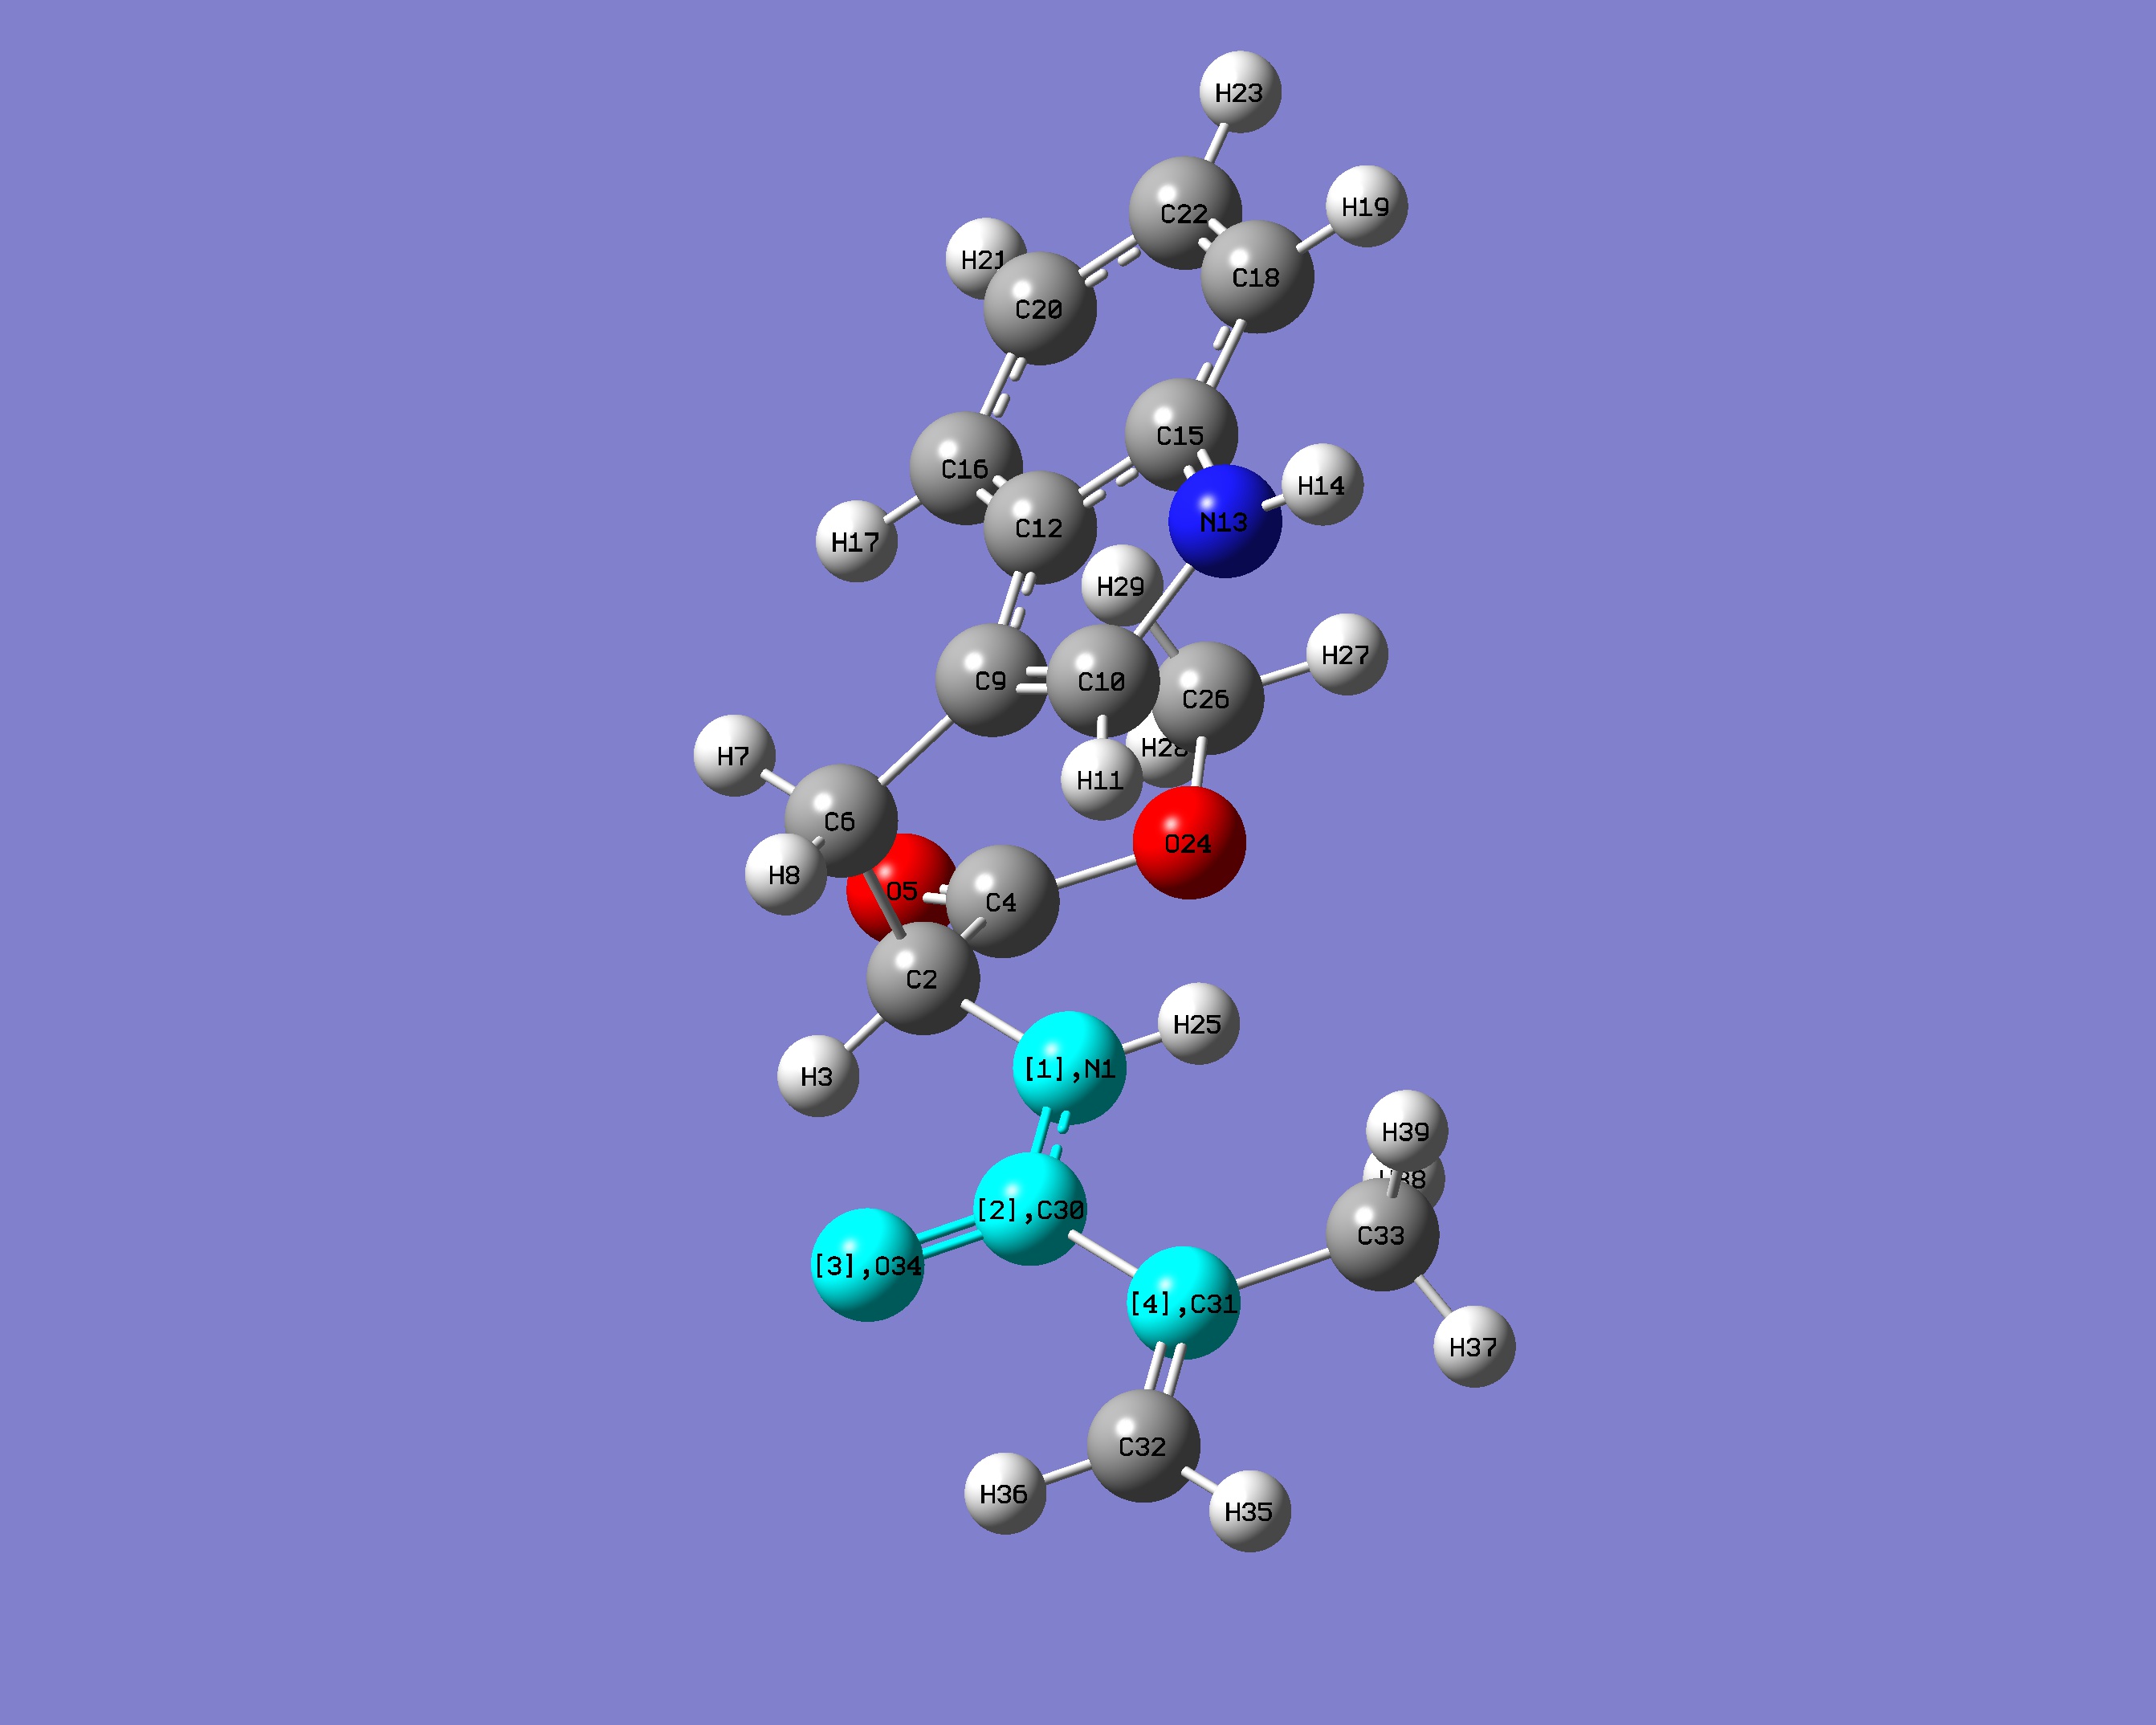 H23
H19
C22
H21
C18
C20
C15
C16
H14
N13
C12
H17
H29
H27
C9
C10
C26
H28
H7
H11
C6
O24
H8
O5
C4
C2
H25
[1],N1
H3
H39
[2],C30
C33
[3],O34
[4],C31
H37
C32
H36
H35